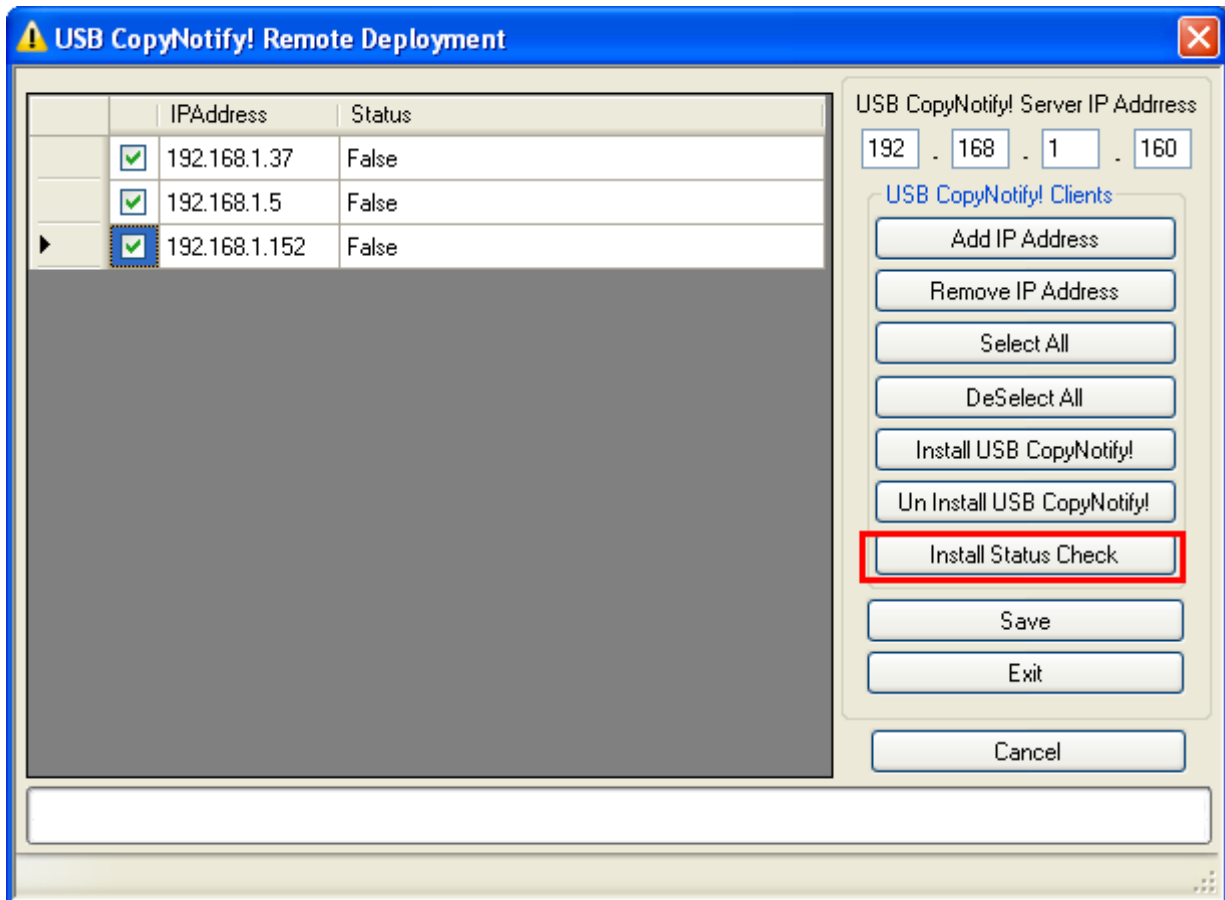 USB CopyNotify! Remote Deployment
IPAddress Status
192.168.1.37 False
192.168.1.5 False
192.168.1.152 False
USB CopyNotify! Server IP Addrress
192 . 168 . 1 . 160
USB CopyNotify! Clients
Add IP Address
Remove IP Address
Select All
DeSelect All
Install USB CopyNotify!
Un Install USB CopyNotify!
Install Status Check
Save
Exit
Cancel